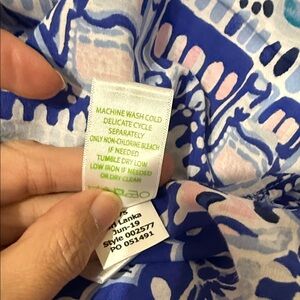 MACHINE WASH COLD
DELICATE CYCLE
SEPARATELY
ONLY NON-CHLORINE BLEACH
IF NEEDED
TUMBLE DRY LOW
LOW IRON IF NEEDED
OR DRY CLEAN
Lanka
Jun-19
Style 002577
PO 051491